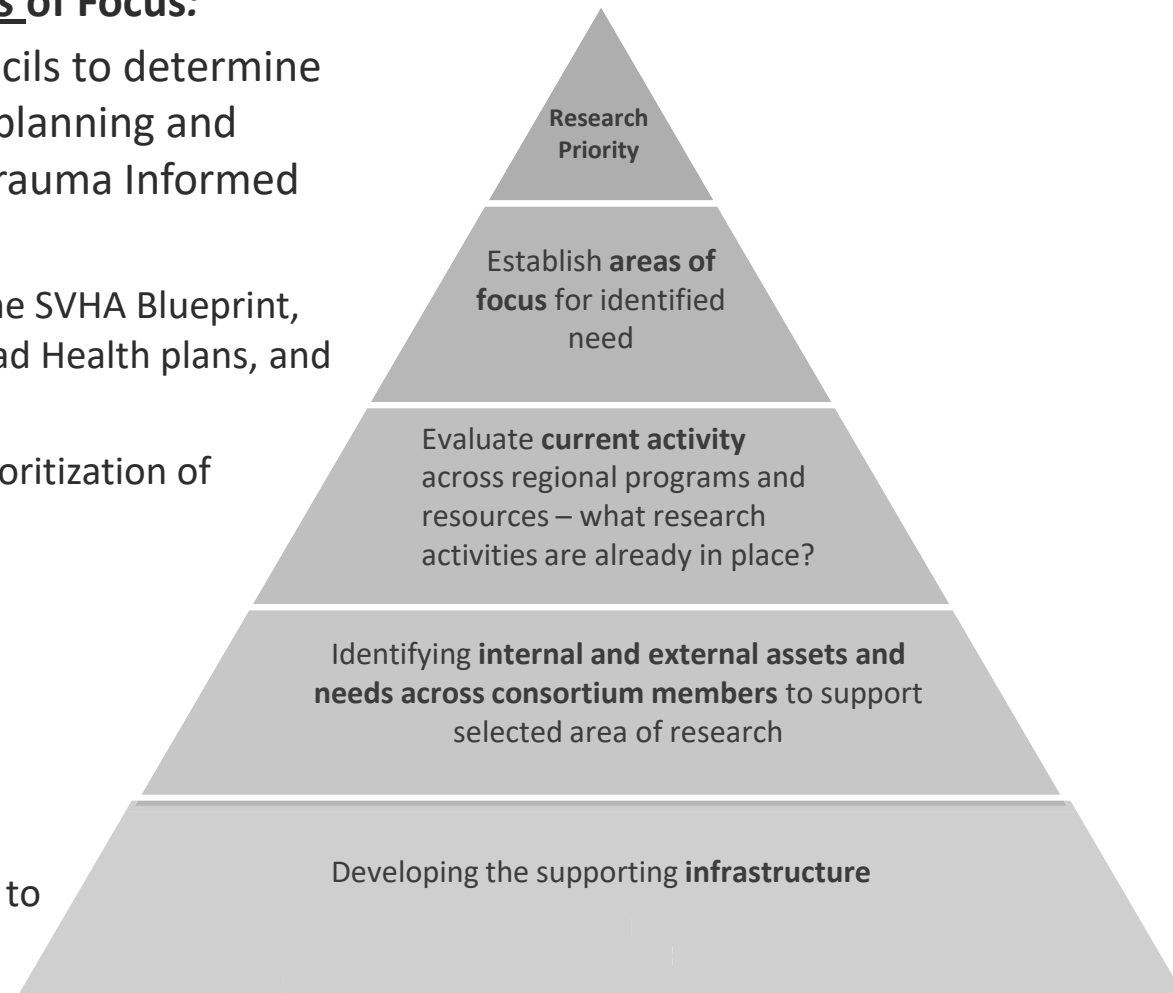 s of Focus:
cils to determine
planning and
rauma Informed
ne SVHA Blueprint,
ad Health plans, and
oritization of
to
Research
Priority
Establish areas of
focus for identified
need
Evaluate current activity
across regional programs and
resources – what research
activities are already in place?
Identifying internal and external assets and
needs across consortium members to support
selected area of research
Developing the supporting infrastructure